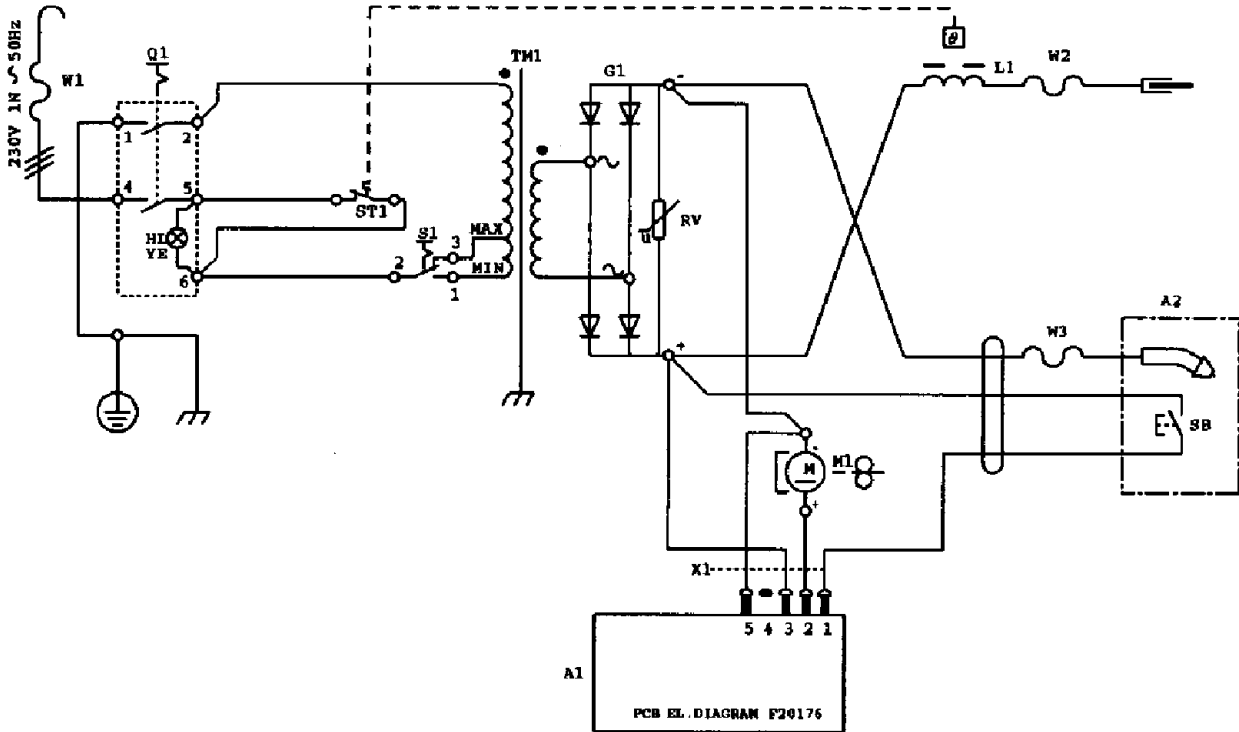 230V 1N ~ 50Hz
W1
Q1
1
2
4
5
HL
YE
6
ST1
S1
2
3
1
MAX
MIN
TM1
G1
-
~
~
+
RV
U
θ
L1
W2
W3
A2
SB
-
M
M1
+
X1
5 4 3 2 1
A1
PCB EL.DIAGRAM F20176